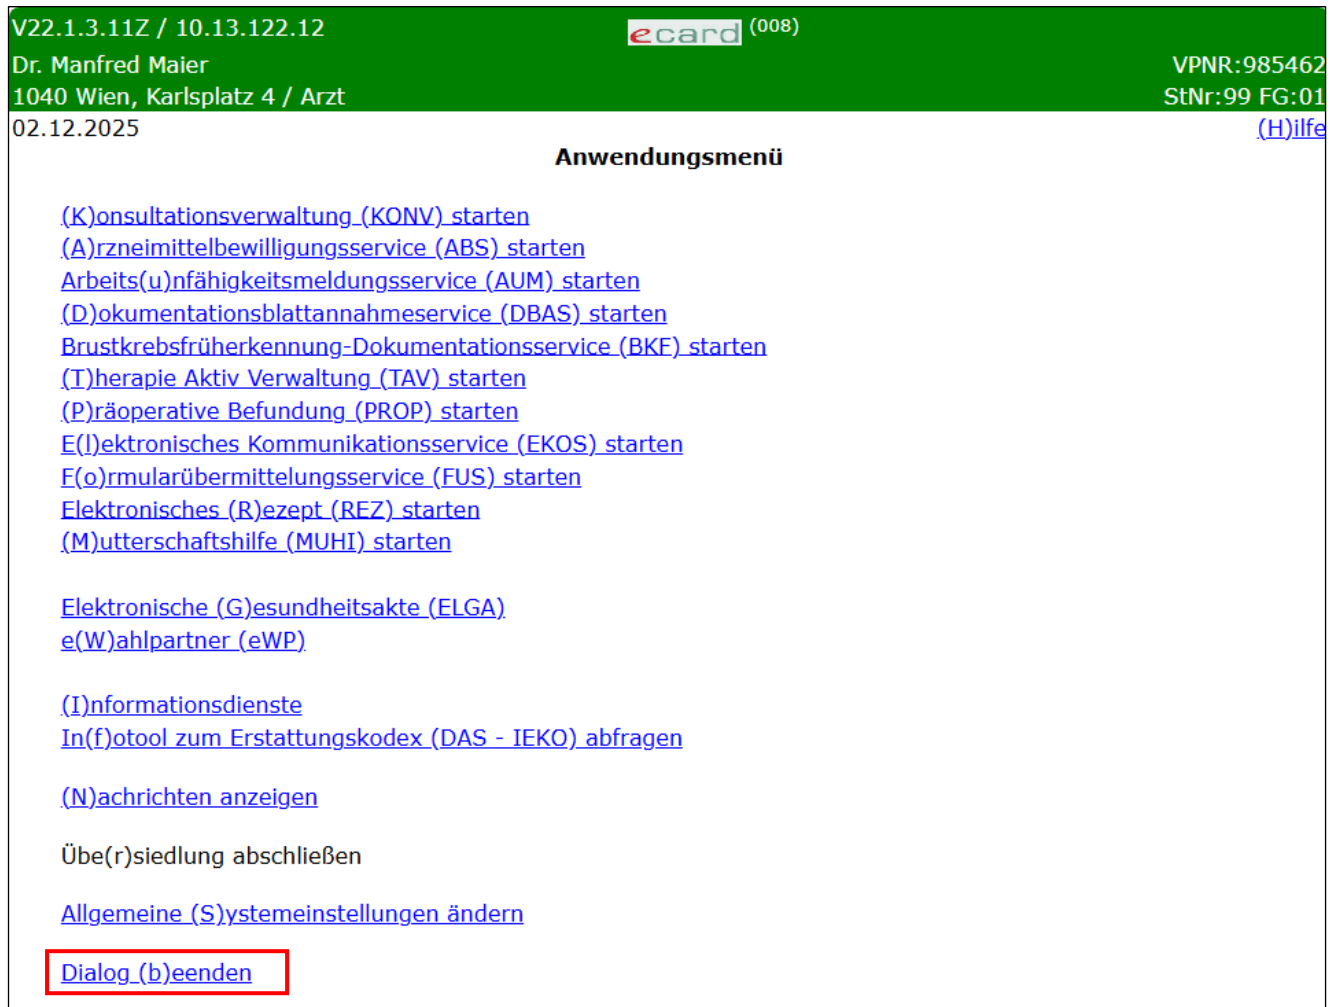 V22.1.3.11Z / 10.13.122.12
ecard (008)
Dr. Manfred Maier
VPNR:985462
1040 Wien, Karlsplatz 4 / Arzt
StNr:99 FG:01
02.12.2025
(H)ilfe
Anwendungsmenü
(K)onsultationsverwaltung (KONV) starten
(A)rzneimittelbewilligungsservice (ABS) starten
Arbeits(u)nfähigkeitsmeldungsservice (AUM) starten
(D)okumentationsblattannahmeservice (DBAS) starten
Brustkrebsfrüherkennung-Dokumentationsservice (BKF) starten
(T)herapie Aktiv Verwaltung (TAV) starten
(P)räoperative Befundung (PROP) starten
E(l)ektronisches Kommunikationsservice (EKOS) starten
F(o)rmularübermittelungsservice (FUS) starten
Elektronisches (R)ezept (REZ) starten
(M)utterschaftshilfe (MUHI) starten
Elektronische (G)esundheitsakte (ELGA)
e(W)ahlpartner (eWP)
(I)nformationsdienste
In(f)otool zum Erstattungskodex (DAS - IEKO) abfragen
(N)achrichten anzeigen
Übe(r)siedlung abschließen
Allgemeine (S)ystemeinstellungen ändern
Dialog (b)eenden